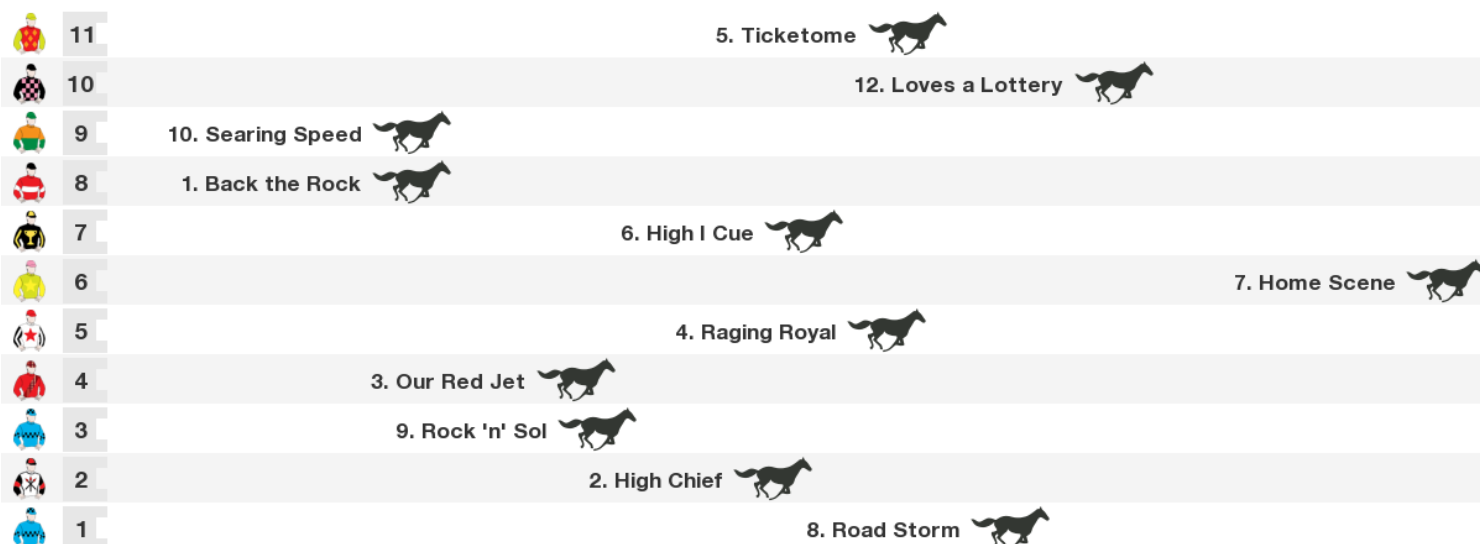 11 5. Ticketome
10 12. Loves a Lottery
9 10. Searing Speed
8 1. Back the Rock
7 6. High I Cue
6 7. Home Scene
5 4. Raging Royal
4 3. Our Red Jet
3 9. Rock 'n' Sol
2 2. High Chief
1 8. Road Storm